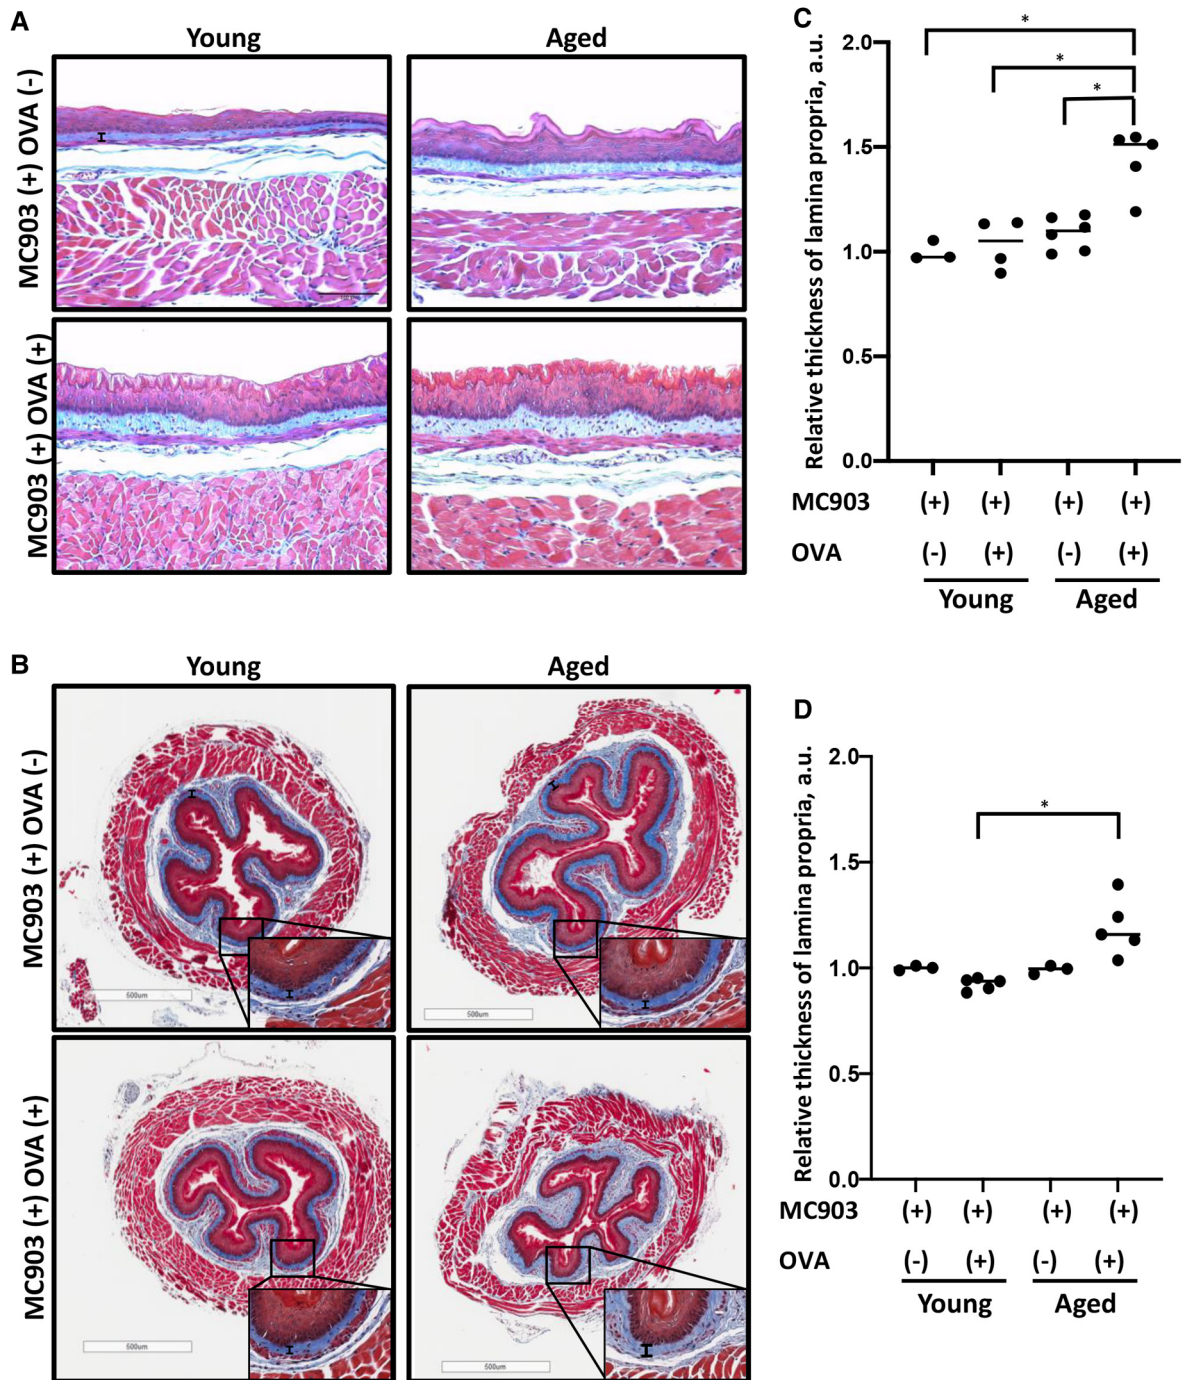 A
Young
Aged
MC903 (+) OVA (-)
MC903 (+) OVA (+)
B
Young
Aged
MC903 (+) OVA (-)
500um
500um
MC903 (+) OVA (+)
500um
500um
C
Relative thickness of lamina propria, a.u.
2.0
1.5
1.0
0.5
0.0
*
*
*
MC903 (+) (+) (+) (+)
OVA (-) (+) (-) (+)
Young Aged
D
Relative thickness of lamina propria, a.u.
2.0
1.5
1.0
0.5
0.0
*
MC903 (+) (+) (+) (+)
OVA (-) (+) (-) (+)
Young Aged